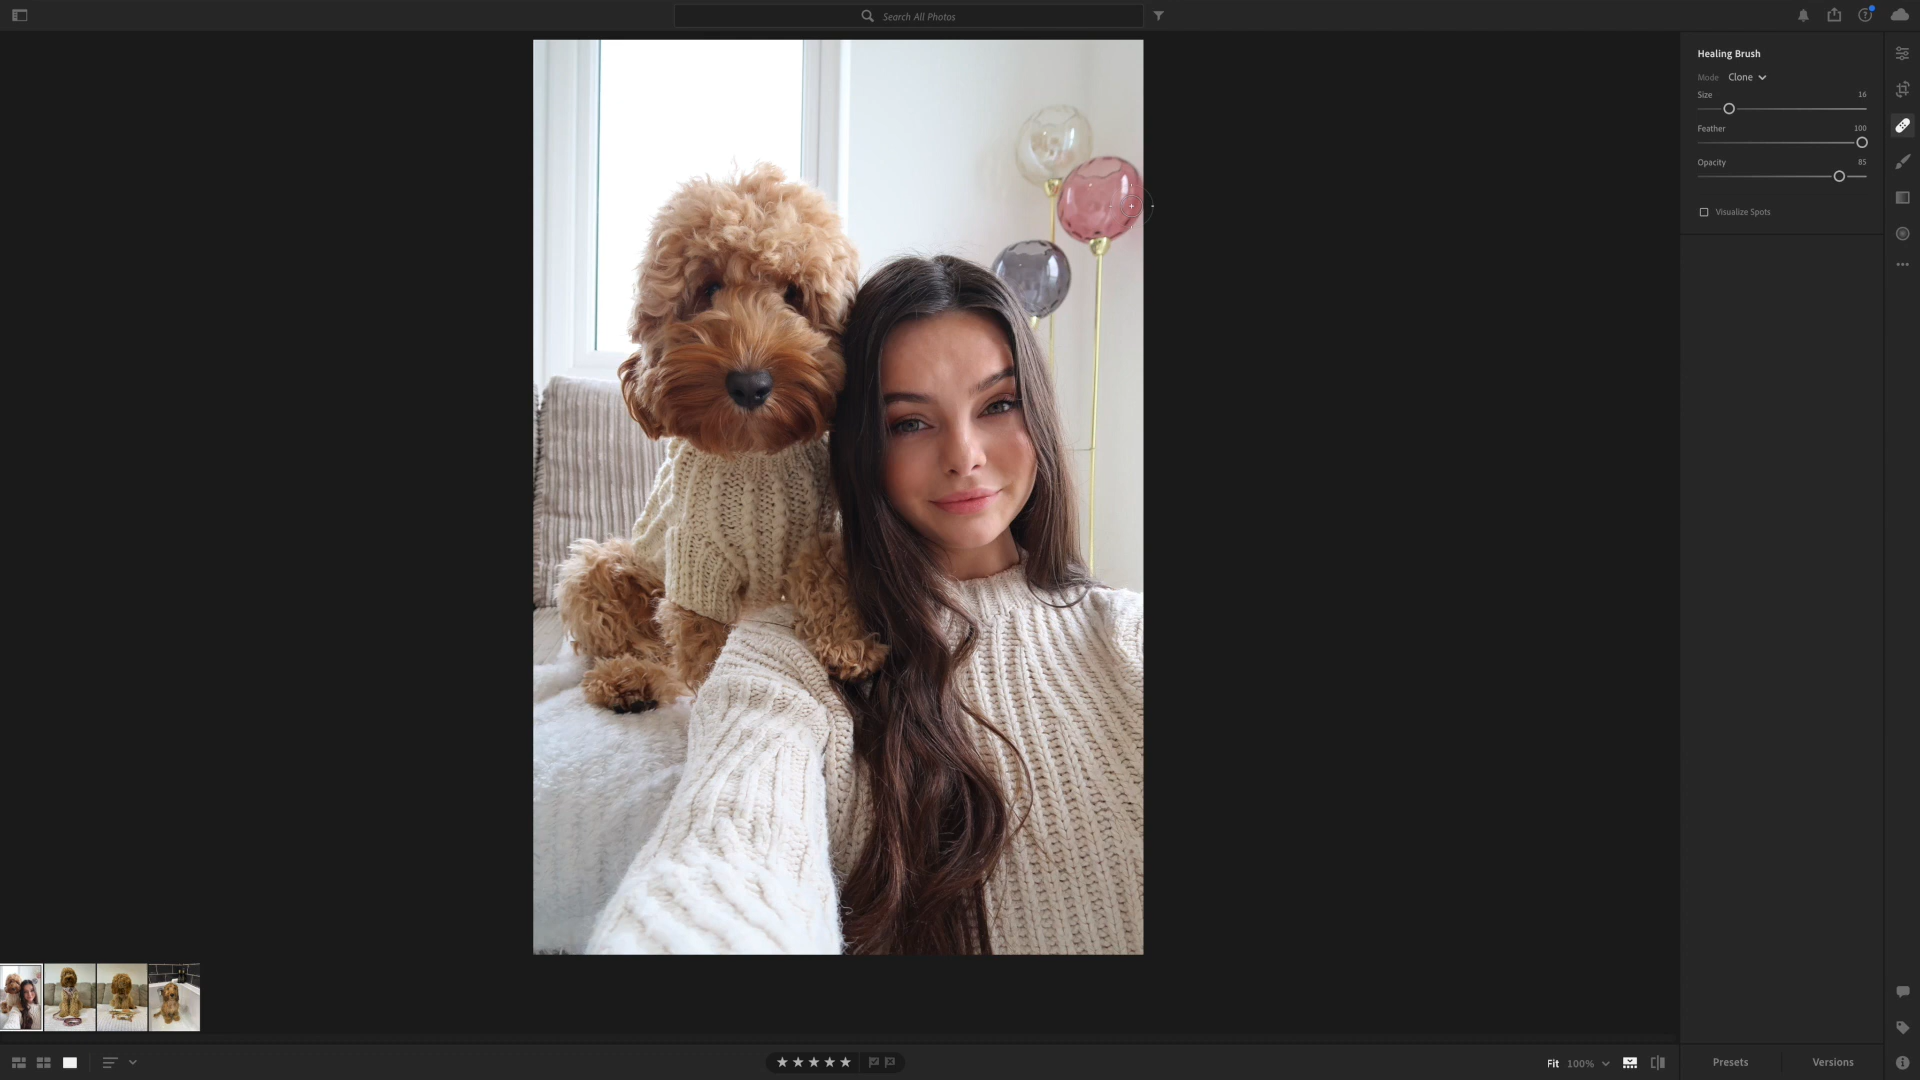 Search All Photos
Healing Brush
Mode Clone
Size 16
Feather 100
Opacity 85
Visualize Spots
Fit 100%
Presets
Versions